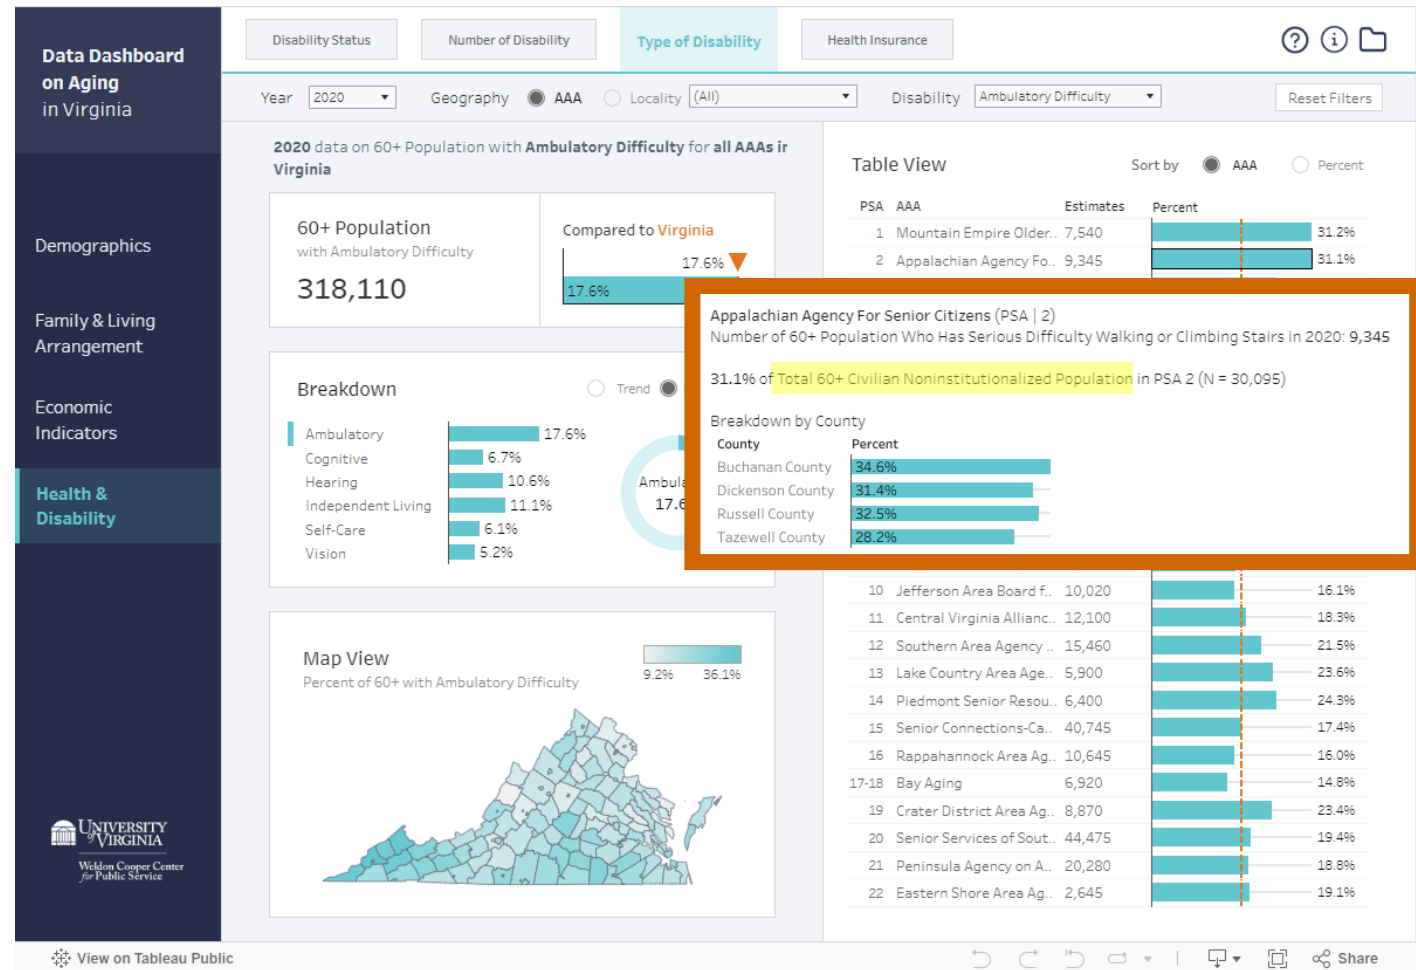 Data Dashboard
on Aging
in Virginia
Disability Status
Number of Disability
Type of Disability
Health Insurance
Year 2020
Geography AAA Locality (All)
Disability Ambulatory Difficulty
Reset Filters
Demographics
Family & Living
Arrangement
Economic
Indicators
Health &
Disability
UNIVERSITY
of VIRGINIA
Weldon Cooper Center
for Public Service
2020 data on 60+ Population with Ambulatory Difficulty for all AAAs in
Virginia
60+ Population
with Ambulatory Difficulty
318,110
Compared to Virginia
17.6%
17.6%
Breakdown
Trend
Ambulatory 17.6%
Cognitive 6.7%
Hearing 10.6%
Independent Living 11.1%
Self-Care 6.1%
Vision 5.2%
Map View
Percent of 60+ with Ambulatory Difficulty
9.2% 36.1%
Table View
Sort by AAA Percent
PSA AAA Estimates Percent
1 Mountain Empire Older.. 7,540 31.2%
2 Appalachian Agency Fo.. 9,345 31.1%
Appalachian Agency For Senior Citizens (PSA | 2)
Number of 60+ Population Who Has Serious Difficulty Walking or Climbing Stairs in 2020: 9,345
31.1% of Total 60+ Civilian Noninstitutionalized Population in PSA 2 (N = 30,095)
Breakdown by County
County Percent
Buchanan County 34.6%
Dickenson County 31.4%
Russell County 32.5%
Tazewell County 28.2%
10 Jefferson Area Board f.. 10,020 16.1%
11 Central Virginia Allianc.. 12,100 18.3%
12 Southern Area Agency .. 15,460 21.5%
13 Lake Country Area Age.. 5,900 23.6%
14 Piedmont Senior Resou.. 6,400 24.3%
15 Senior Connections-Ca.. 40,745 17.4%
16 Rappahannock Area Ag.. 10,645 16.0%
17-18 Bay Aging 6,920 14.8%
19 Crater District Area Ag.. 8,870 23.4%
20 Senior Services of Sout.. 44,475 19.4%
21 Peninsula Agency on A.. 20,280 18.8%
22 Eastern Shore Area Ag.. 2,645 19.1%
View on Tableau Public
Share